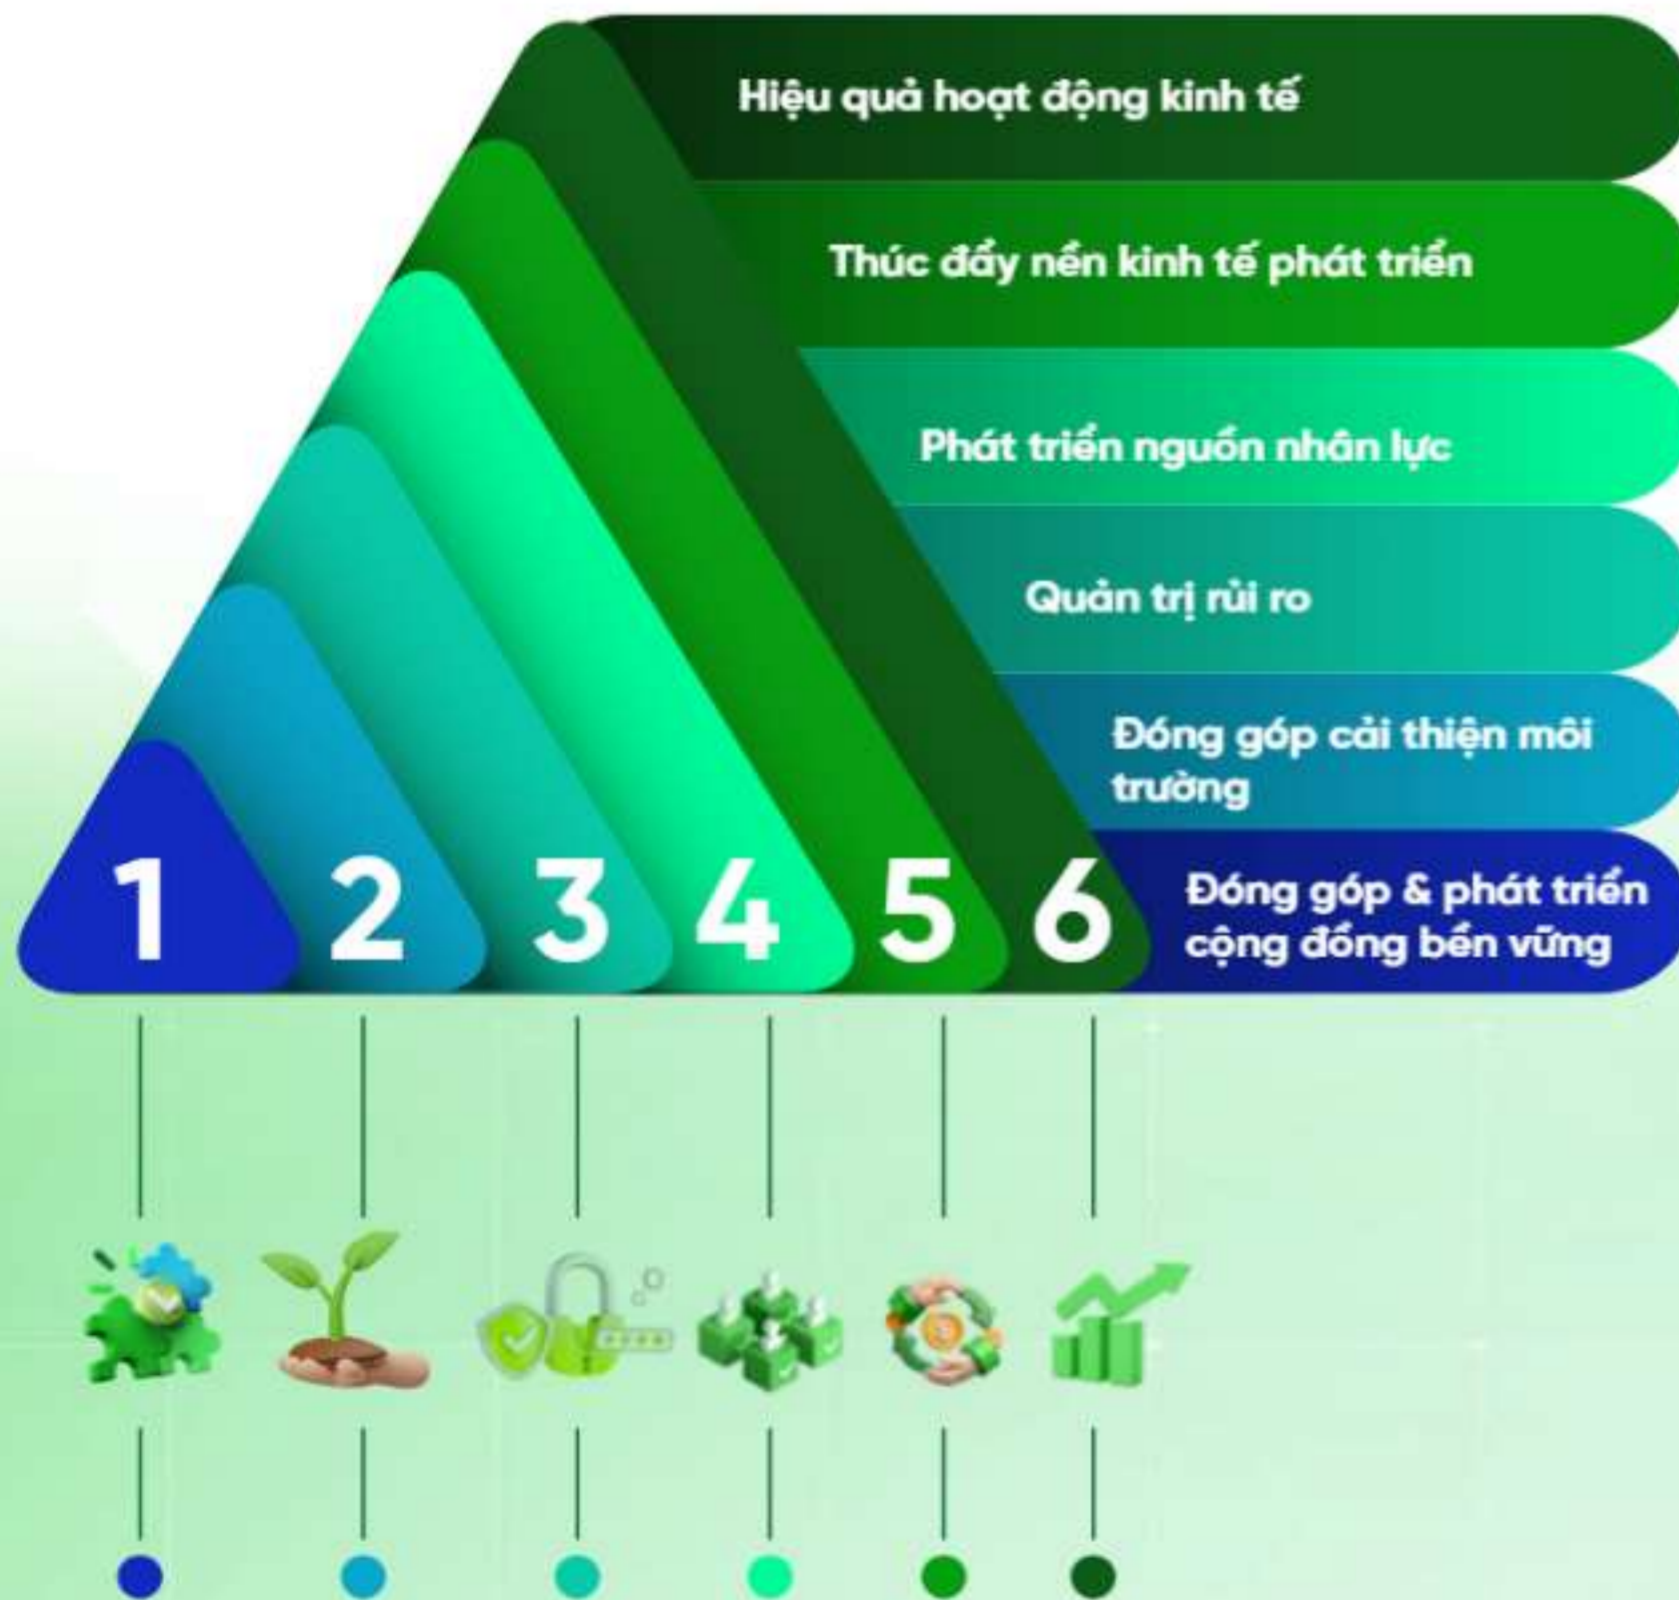 Hiệu quả hoạt động kinh tế
Thúc đẩy nền kinh tế phát triển
Phát triển nguồn nhân lực
Quản trị rủi ro
Đóng góp cải thiện môi
trường
Đóng góp & phát triển
cộng đồng bền vững
1 2 3 4 5 6